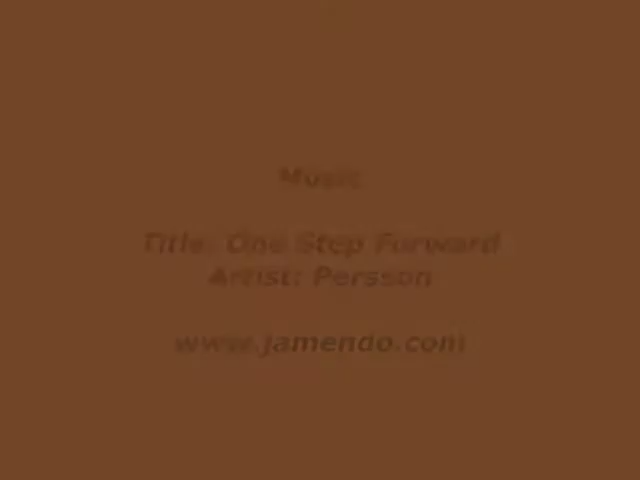 Music
Title: One Step Forward
Artist: Persson
www.jamendo.com